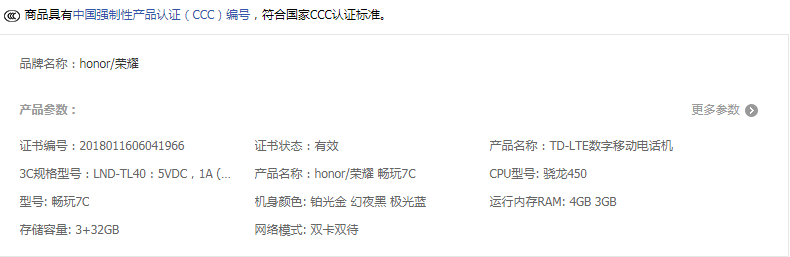 商品具有中国强制性产品认证（CCC）编号，符合国家CCC认证标准。
品牌名称：honor/荣耀
产品参数：
更多参数
证书编号：2018011606041966 证书状态：有效 产品名称：TD-LTE数字移动电话机
3C规格型号：LND-TL40：5VDC，1A (... 产品名称：honor/荣耀 畅玩7C CPU型号: 骁龙450
型号: 畅玩7C 机身颜色: 铂光金 幻夜黑 极光蓝 运行内存RAM: 4GB 3GB
存储容量: 3+32GB 网络模式: 双卡双待